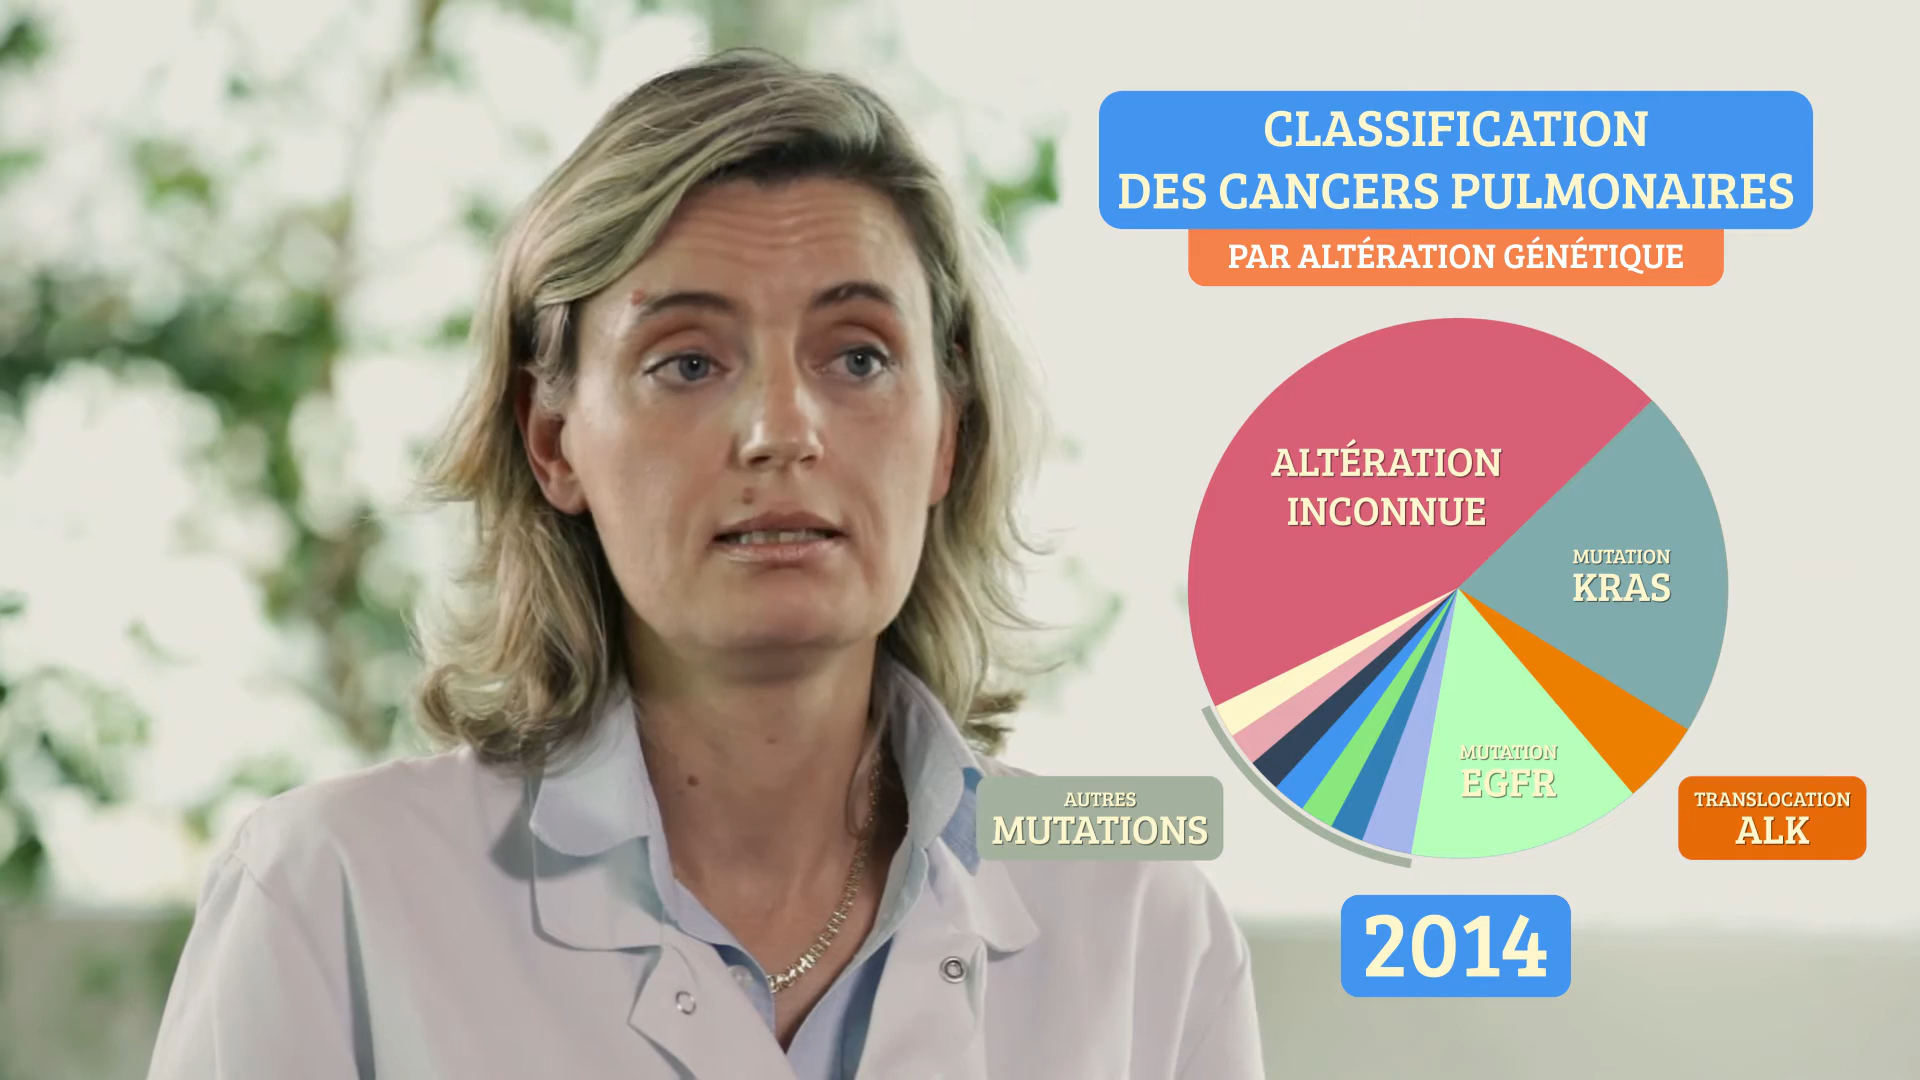 CLASSIFICATION
DES CANCERS PULMONAIRES
PAR ALTÉRATION GÉNÉTIQUE
ALTÉRATION
INCONNUE
MUTATION
KRAS
MUTATION
EGFR
AUTRES
MUTATIONS
TRANSLOCATION
ALK
2014